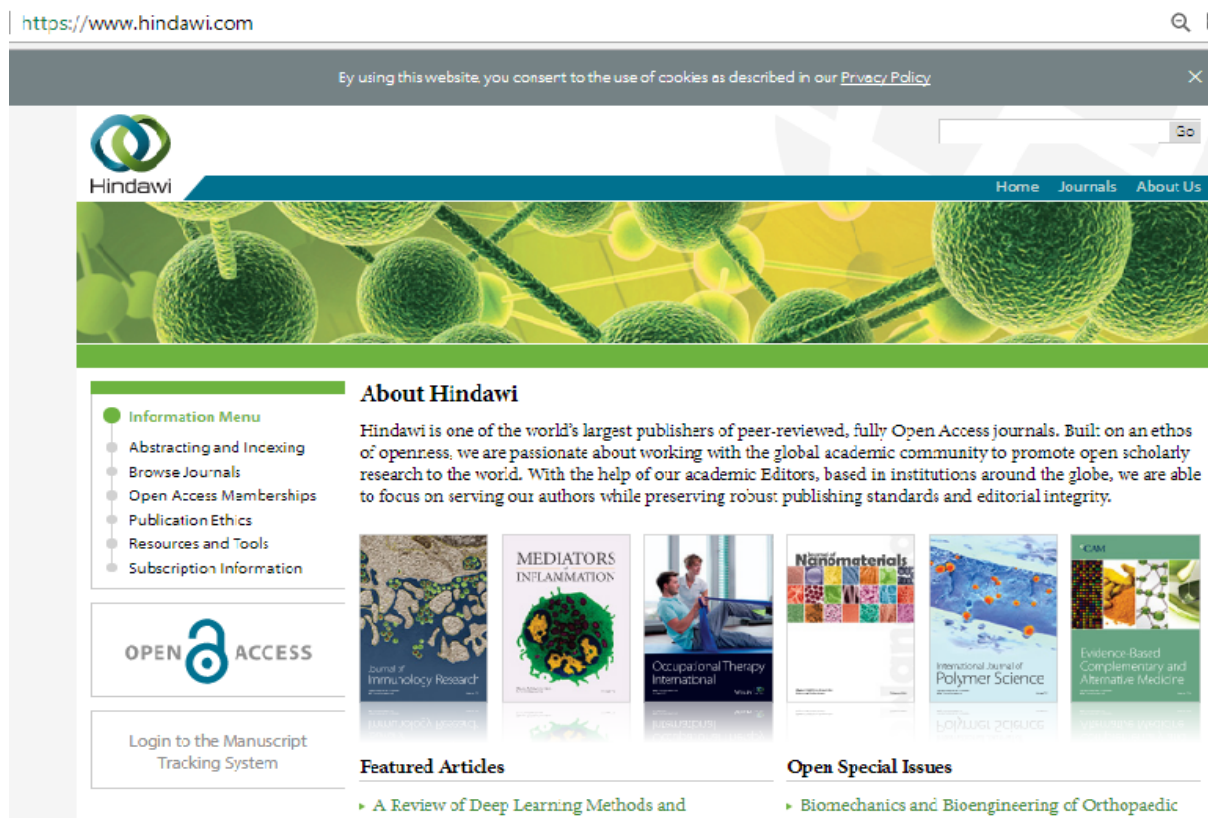 https://www.hindawi.com
By using this website, you consent to the use of cookies as described in our Privacy Policy
Go
Hindawi
Home Journals About Us
Information Menu
Abstracting and Indexing
Browse Journals
Open Access Memberships
Publication Ethics
Resources and Tools
Subscription Information
OPEN ACCESS
Login to the Manuscript
Tracking System
About Hindawi
Hindawi is one of the world's largest publishers of peer-reviewed, fully Open Access journals. Built on an ethos
of openness, we are passionate about working with the global academic community to promote open scholarly
research to the world. With the help of our academic Editors, based in institutions around the globe, we are able
to focus on serving our authors while preserving robust publishing standards and editorial integrity.
Journal of
Immunology Research
MEDIATORS
of
INFLAMMATION
Occupational Therapy
International
Journal of
Nanomaterials
International Journal of
Polymer Science
eCAM
Evidence-Based
Complementary and
Alternative Medicine
Featured Articles
A Review of Deep Learning Methods and
Open Special Issues
Biomechanics and Bioengineering of Orthopaedic